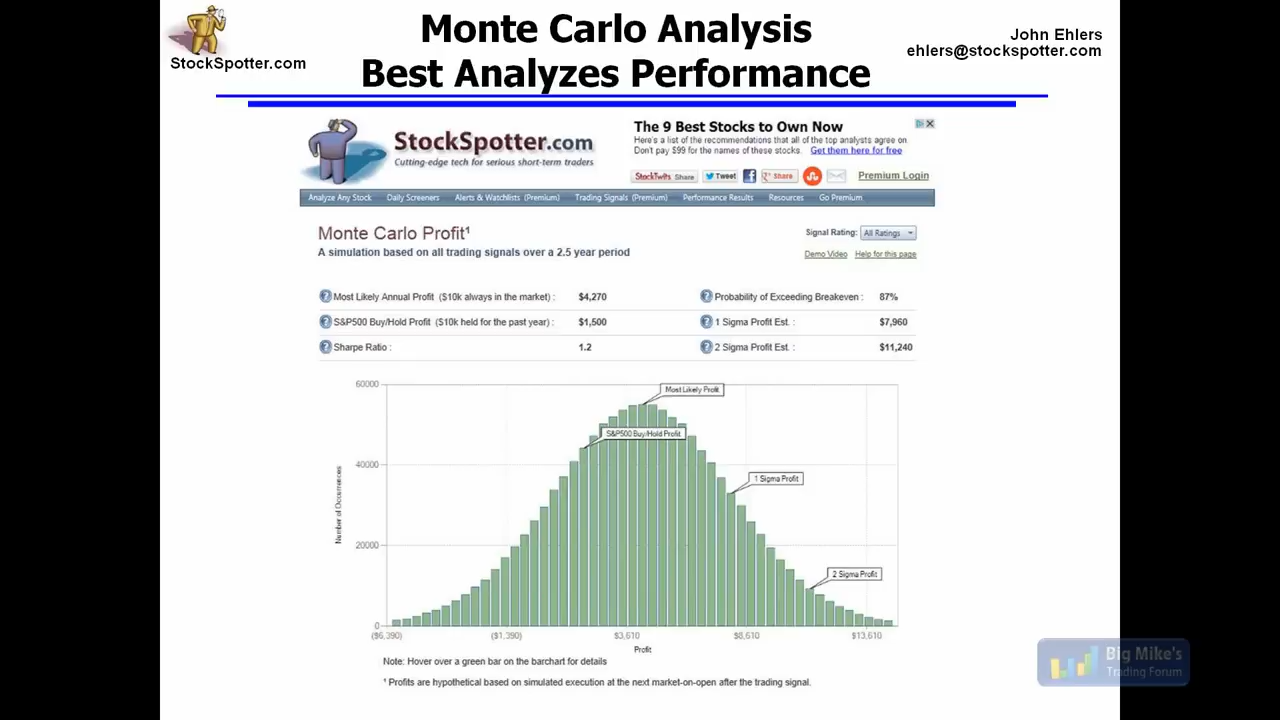 Monte Carlo Analysis
Best Analyzes Performance
StockSpotter.com
John Ehlers
ehlers@stockspotter.com
StockSpotter.com
Cutting-edge tech for serious short-term traders
The 9 Best Stocks to Own Now
Here's a list of the recommendations that all of the top analysts agree on
Don't pay $99 for the names of these stocks. Get them here for free
StockTwits Share Tweet Share Premium Login
Analyze Any Stock Daily Screeners Alerts & Watchlists (Premium) Trading Signals (Premium) Performance Results Resources Go Premium
Monte Carlo Profit¹
A simulation based on all trading signals over a 2.5 year period
Signal Rating: All Ratings
Demo Video Help for this page
Most Likely Annual Profit ($10k always in the market) : $4,270 Probability of Exceeding Breakeven : 87%
S&P500 Buy/Hold Profit ($10k held for the past year) : $1,500 1 Sigma Profit Est. : $7,960
Sharpe Ratio : 1.2 2 Sigma Profit Est. : $11,240
60000
40000
20000
0
Number of Occurrences
Most Likely Profit
S&P500 Buy/Hold Profit
1 Sigma Profit
2 Sigma Profit
($6,390) ($1,390) $3,610 $8,610 $13,610
Profit
Note: Hover over a green bar on the barchart for details
¹ Profits are hypothetical based on simulated execution at the next market-on-open after the trading signal.
Big Mike's
Trading Forum